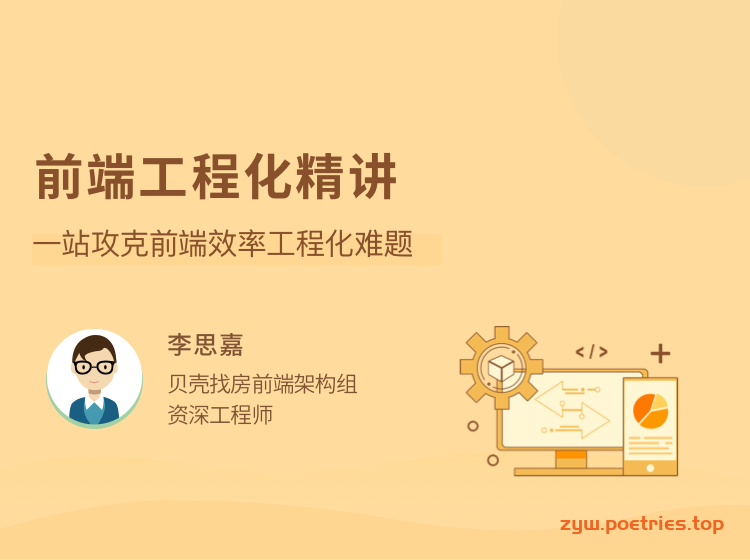 前端工程化精讲
一站攻克前端效率工程化难题
李思嘉
贝壳找房前端架构组
资深工程师
</>
zyw.poetries.top